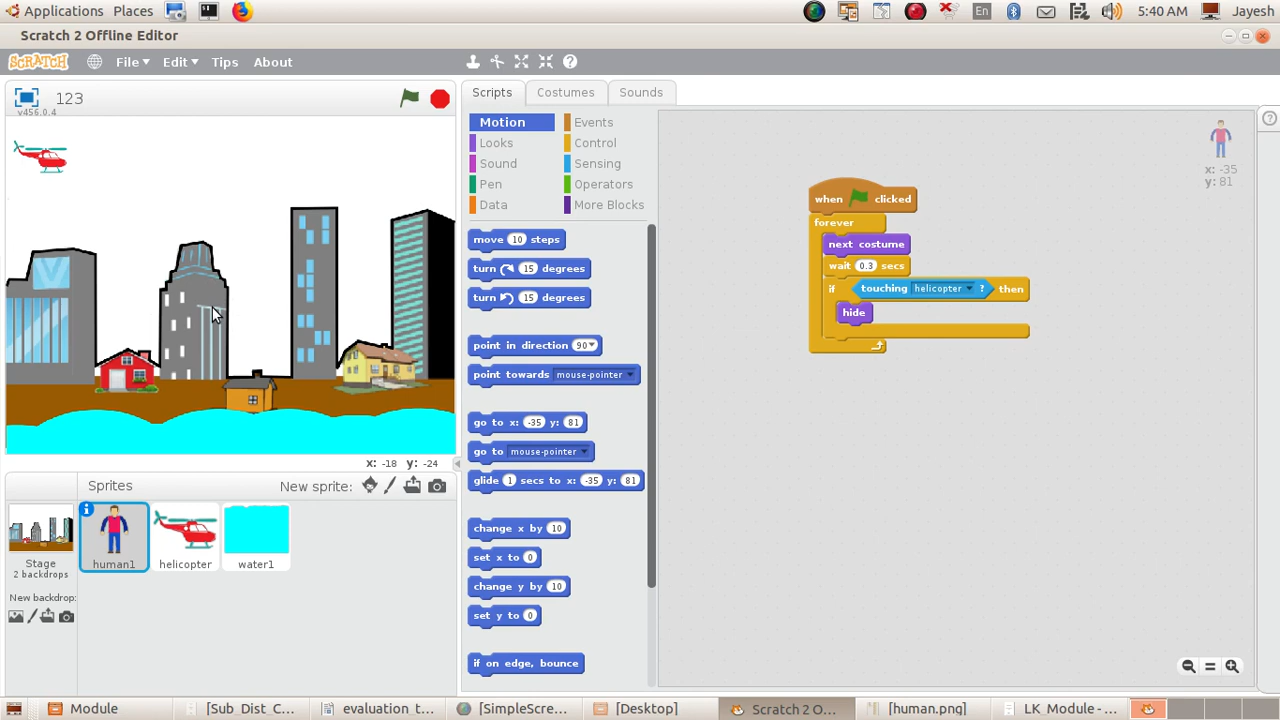 Applications Places En 5:40 AM Jayesh
Scratch 2 Offline Editor
SCRATCH File Edit Tips About
123
v456.0.4
x: -18 y: -24
Sprites New sprite:
Stage
2 backdrops
New backdrop:
human1 helicopter water1
Scripts Costumes Sounds
Motion Events
Looks Control
Sound Sensing
Pen Operators
Data More Blocks
move 10 steps
turn 15 degrees
turn 15 degrees
point in direction 90
point towards mouse-pointer
go to x: -35 y: 81
go to mouse-pointer
glide 1 secs to x: -35 y: 81
change x by 10
set x to 0
change y by 10
set y to 0
if on edge, bounce
when clicked
forever
next costume
wait 0.3 secs
if touching helicopter ? then
hide
x: -35
y: 81
Module [Sub_Dist_C... evaluation_t... [SimpleScre... [Desktop] Scratch 2 O... [human.png] LK_Module - ...